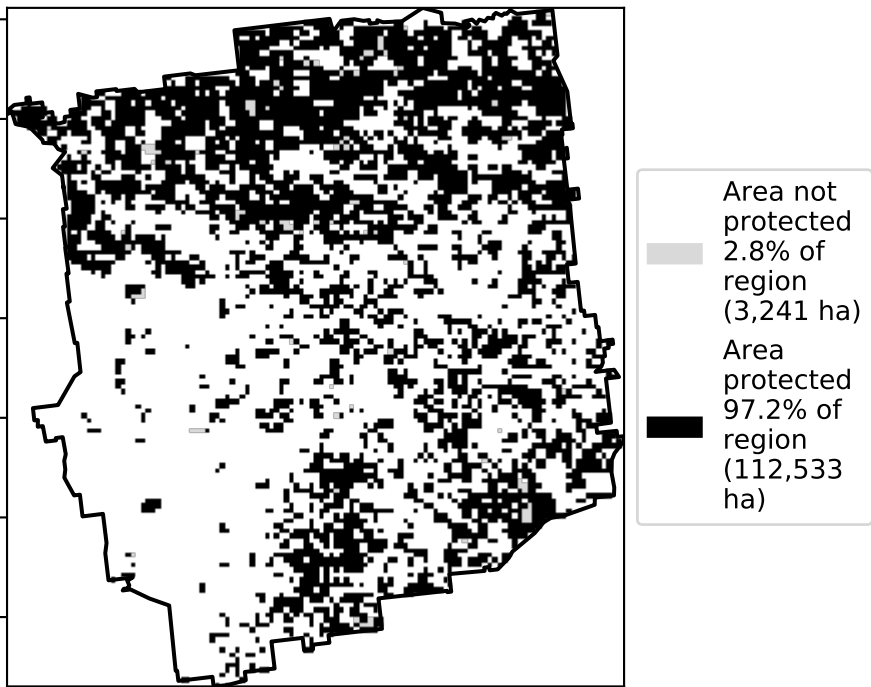 Area not
protected
2.8% of
region
(3,241 ha)
Area
protected
97.2% of
region
(112,533
ha)